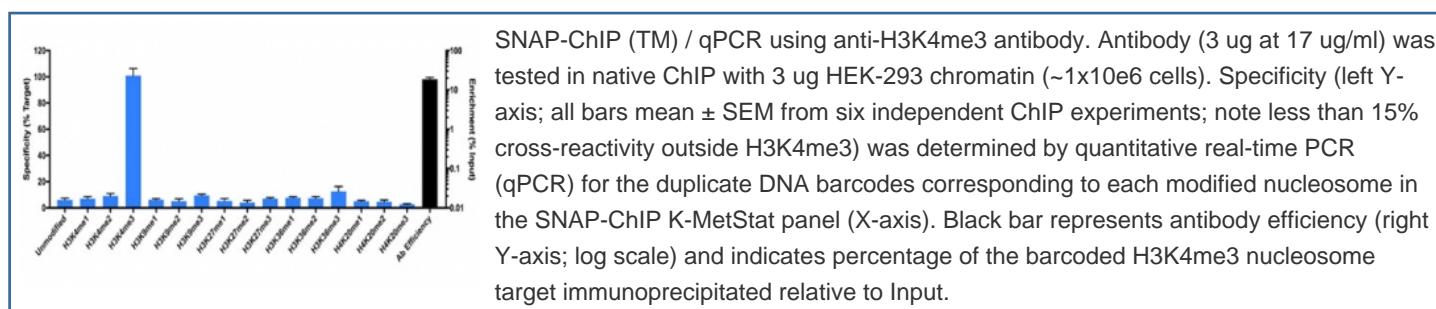 120
100
80
60
40
20
0
Specificity (% Target)
100
10
1
0.1
0.01
Enrichment (% Input)
Unmodified
H3K4me1
H3K4me2
H3K4me3
H3K9me1
H3K9me2
H3K9me3
H3K27me1
H3K27me2
H3K27me3
H3K36me1
H3K36me2
H3K36me3
H4K20me1
H4K20me2
H4K20me3
Ab Efficiency
SNAP-ChIP (TM) / qPCR using anti-H3K4me3 antibody. Antibody (3 ug at 17 ug/ml) was
tested in native ChIP with 3 ug HEK-293 chromatin (~1x10e6 cells). Specificity (left Y-
axis; all bars mean ± SEM from six independent ChIP experiments; note less than 15%
cross-reactivity outside H3K4me3) was determined by quantitative real-time PCR
(qPCR) for the duplicate DNA barcodes corresponding to each modified nucleosome in
the SNAP-ChIP K-MetStat panel (X-axis). Black bar represents antibody efficiency (right
Y-axis; log scale) and indicates percentage of the barcoded H3K4me3 nucleosome
target immunoprecipitated relative to Input.